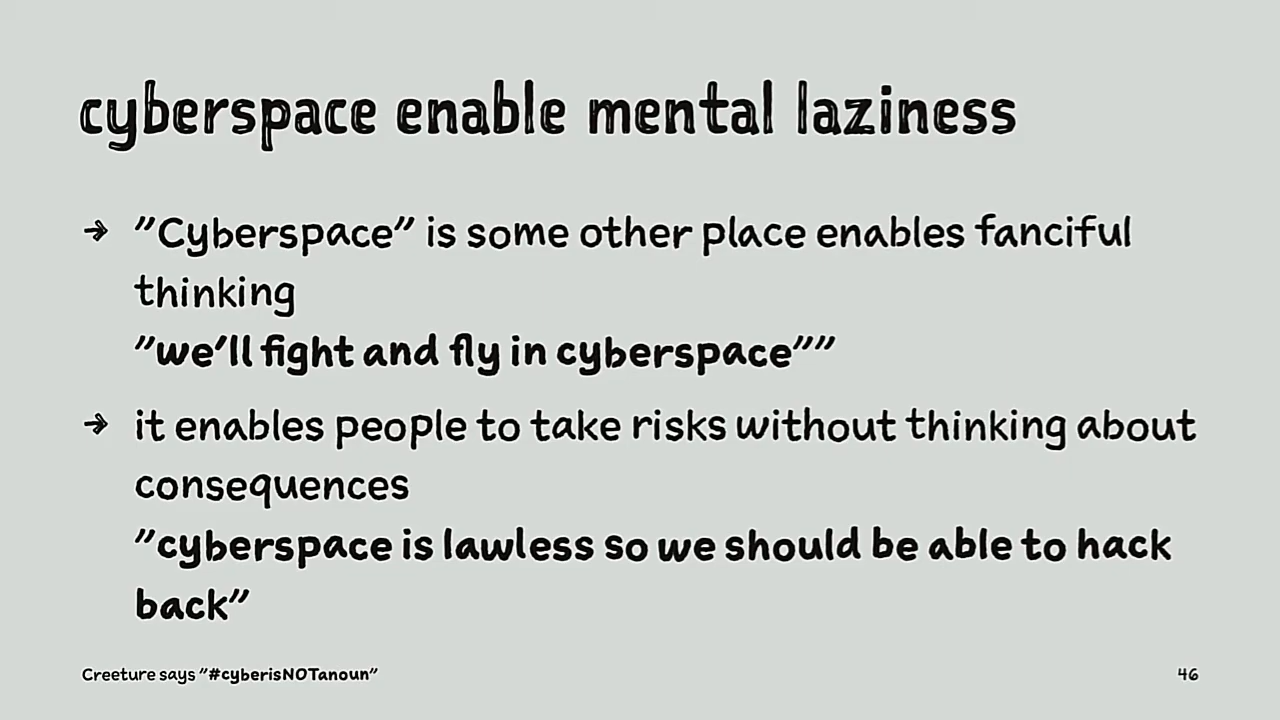 cyberspace enable mental laziness
→ "Cyberspace" is some other place enables fanciful
thinking
"we'll fight and fly in cyberspace""
→ it enables people to take risks without thinking about
consequences
"cyberspace is lawless so we should be able to hack
back"
Creeture says "#cyberisNOTanoun"
46